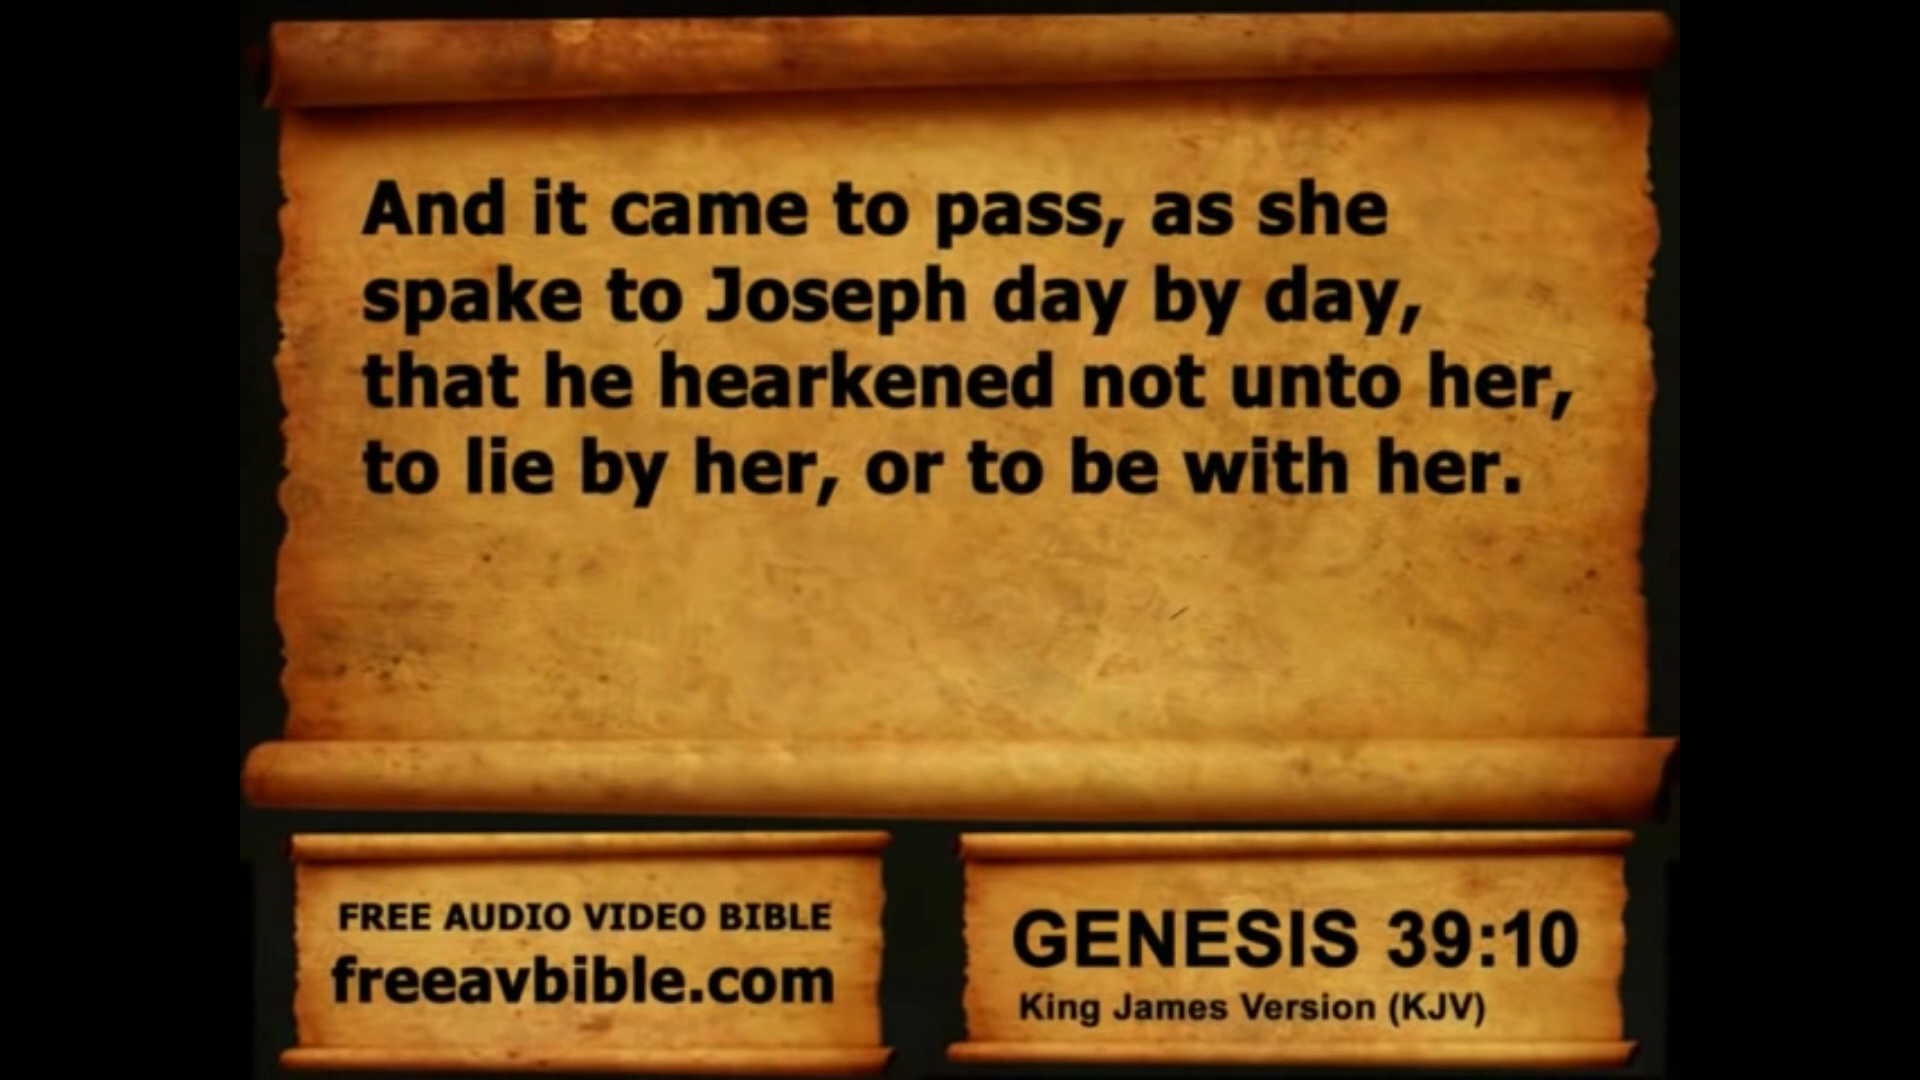 And it came to pass, as she
spake to Joseph day by day,
that he hearkened not unto her,
to lie by her, or to be with her.
FREE AUDIO VIDEO BIBLE
freeavbible.com
GENESIS 39:10
King James Version (KJV)